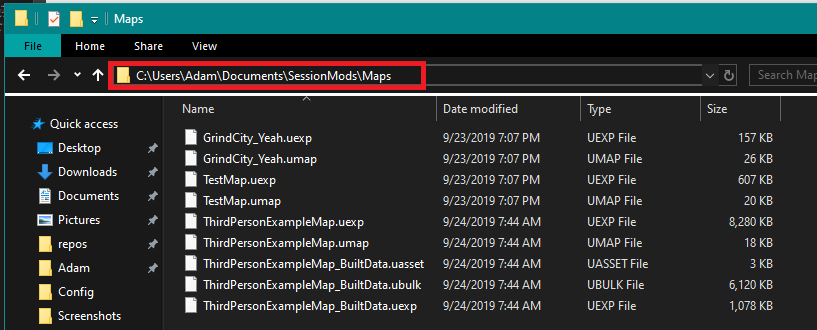 Maps
File Home Share View
C:\Users\Adam\Documents\SessionMods\Maps Search Map
Name Date modified Type Size
Quick access
Desktop
Downloads
Documents
Pictures
repos
Adam
Config
Screenshots
GrindCity_Yeah.uexp 9/23/2019 7:07 PM UEXP File 157 KB
GrindCity_Yeah.umap 9/23/2019 7:07 PM UMAP File 26 KB
TestMap.uexp 9/23/2019 7:07 PM UEXP File 607 KB
TestMap.umap 9/23/2019 7:07 PM UMAP File 20 KB
ThirdPersonExampleMap.uexp 9/24/2019 7:44 AM UEXP File 8,280 KB
ThirdPersonExampleMap.umap 9/24/2019 7:44 AM UMAP File 18 KB
ThirdPersonExampleMap_BuiltData.uasset 9/24/2019 7:44 AM UASSET File 3 KB
ThirdPersonExampleMap_BuiltData.ubulk 9/24/2019 7:44 AM UBULK File 6,120 KB
ThirdPersonExampleMap_BuiltData.uexp 9/24/2019 7:44 AM UEXP File 1,078 KB